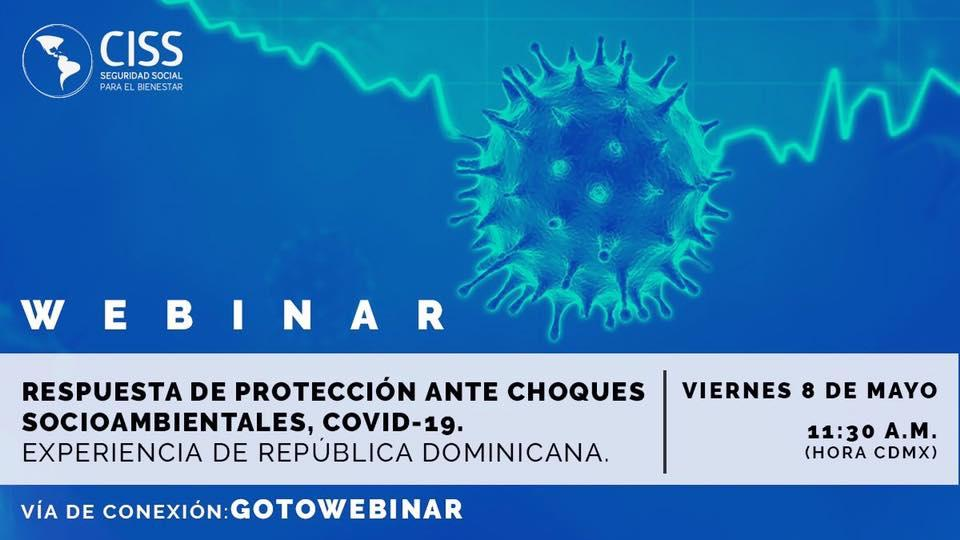 CISS
SEGURIDAD SOCIAL
PARA EL BIENESTAR
WEBINAR
RESPUESTA DE PROTECCIÓN ANTE CHOQUES
SOCIOAMBIENTALES, COVID-19.
EXPERIENCIA DE REPÚBLICA DOMINICANA.
VIERNES 8 DE MAYO
11:30 A.M.
(HORA CDMX)
VÍA DE CONEXIÓN:GOTOWEBINAR